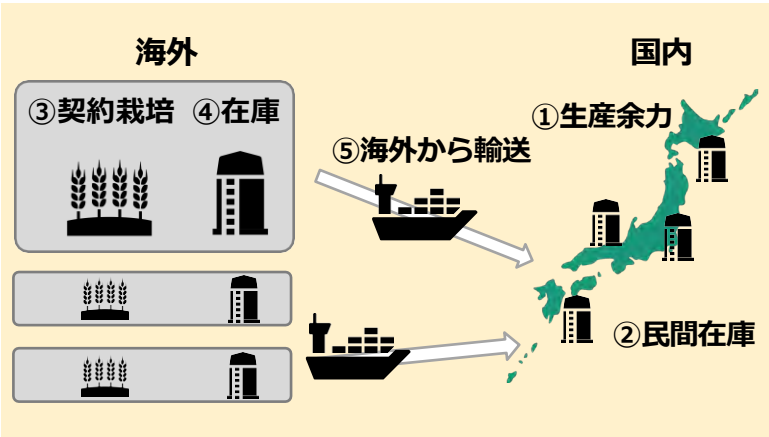 海外
国内
③契約栽培
④在庫
①生産余力
⑤海外から輸送
②民間在庫